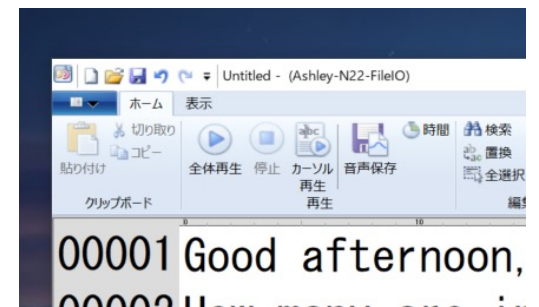 Untitled - (Ashley-N22-FileIO)
ホーム 表示
貼り付け
切り取り
コピー
クリップボード
全体再生
停止
カーソル
再生
音声保存
時間
再生
検索
置換
全選択
0 10
00001 Good afternoon,